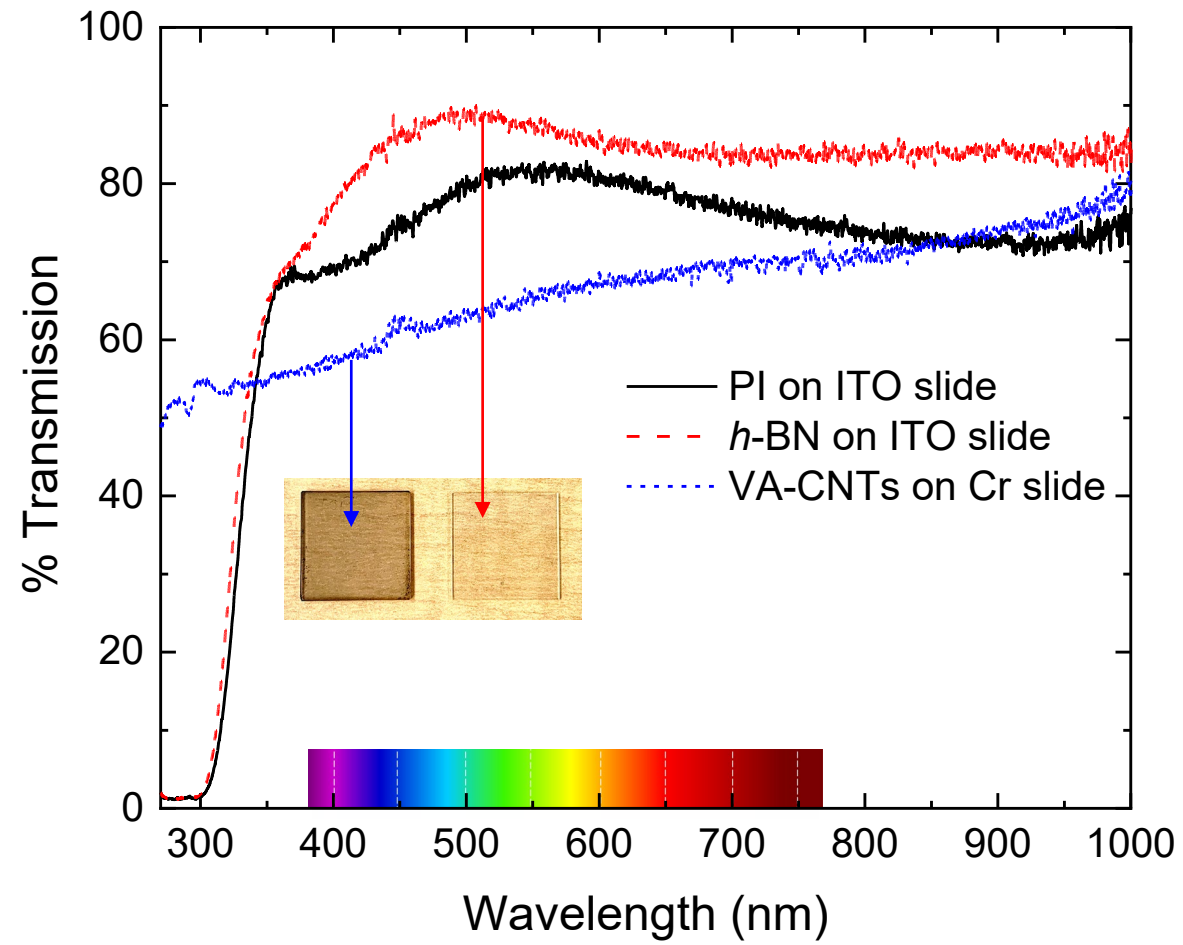 100
80
60
40
20
0
% Transmission
PI on ITO slide
h-BN on ITO slide
VA-CNTs on Cr slide
300 400 500 600 700 800 900 1000
Wavelength (nm)